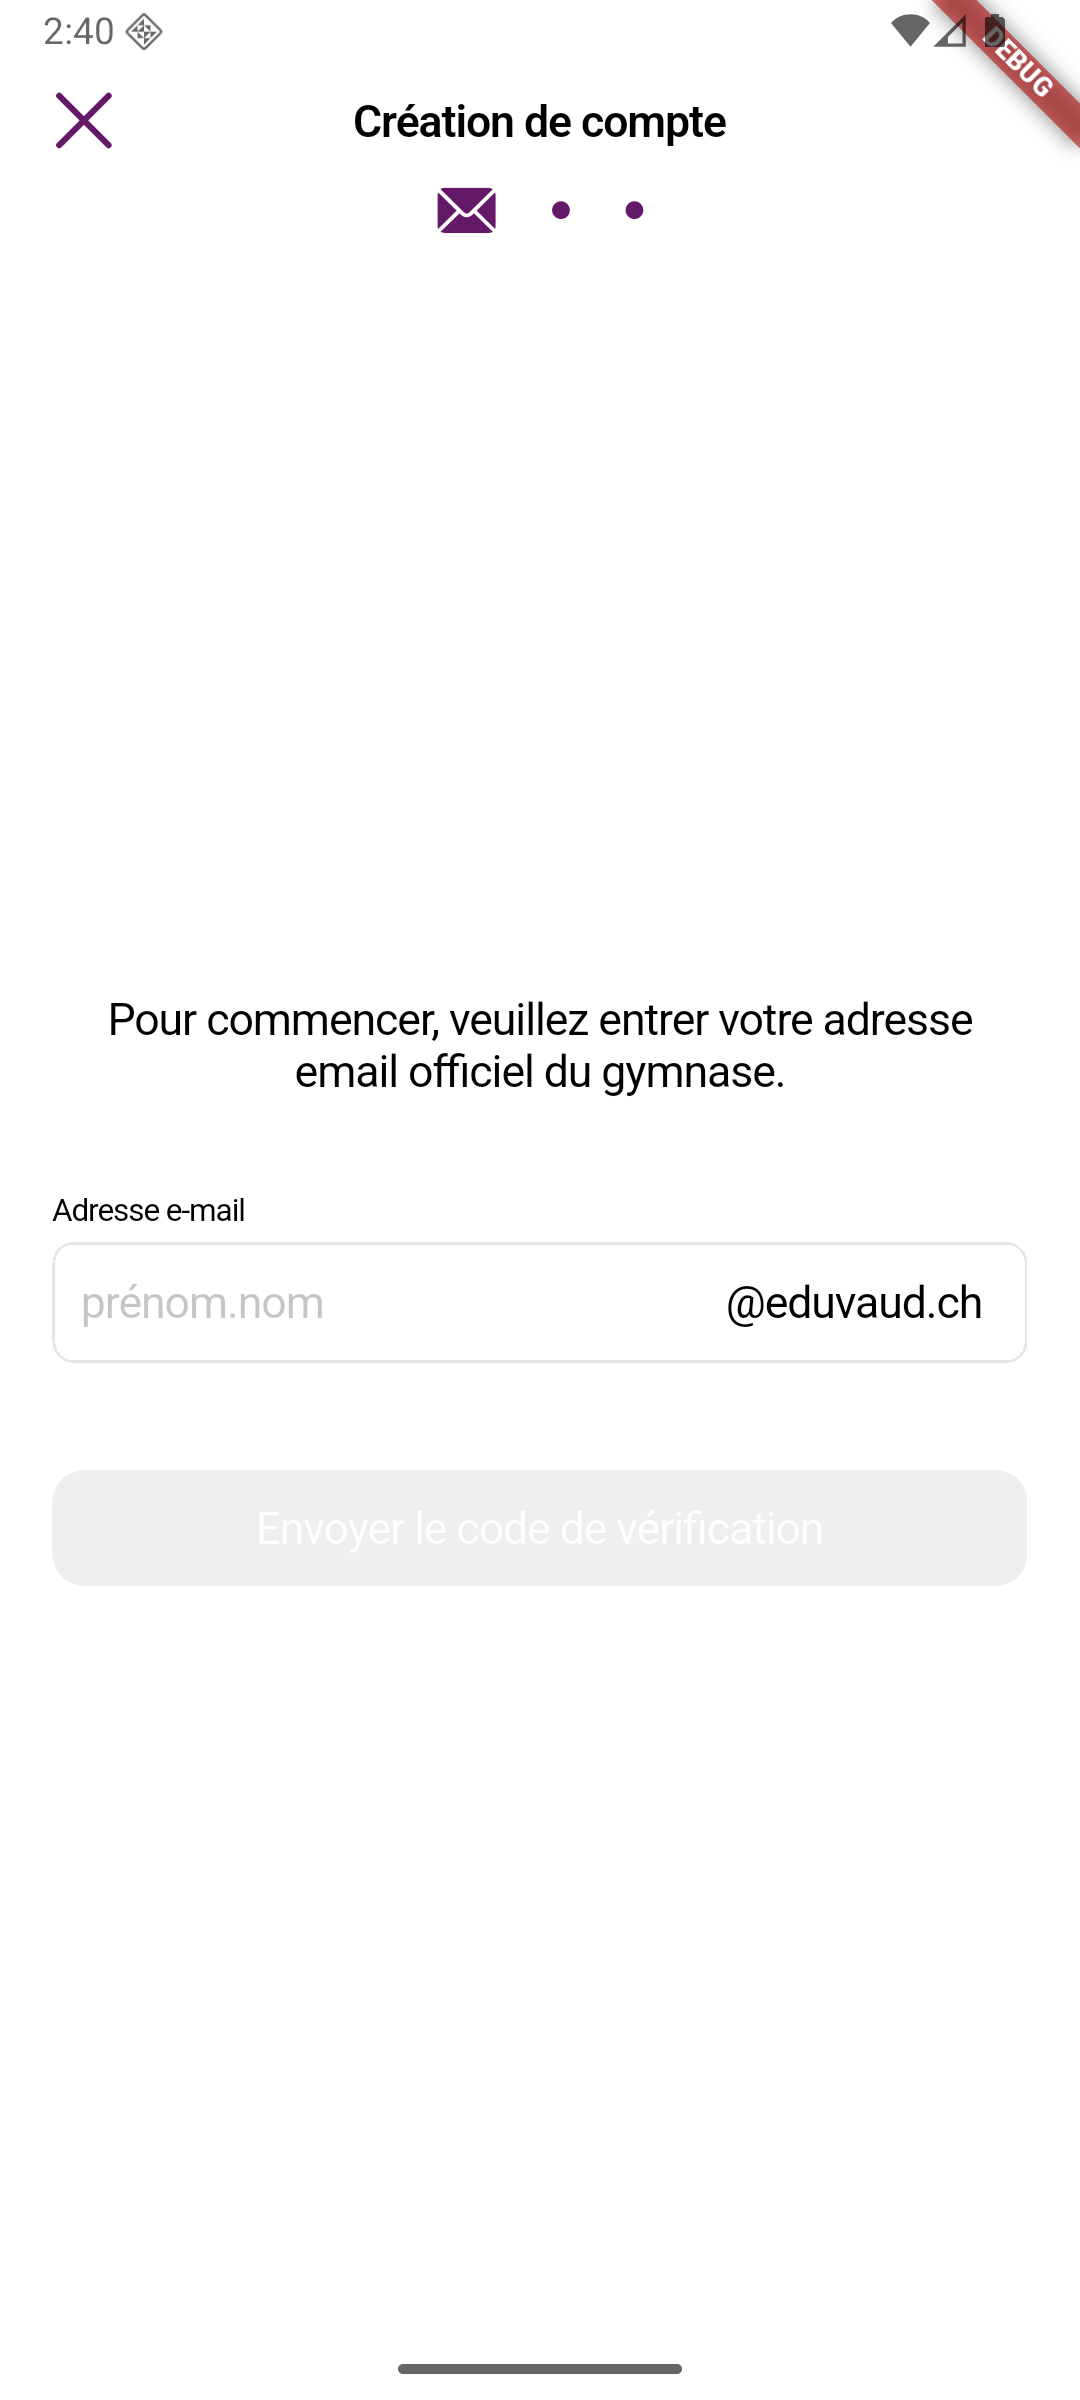 2:40
DEBUG
Création de compte
Pour commencer, veuillez entrer votre adresse
email officiel du gymnase.
Adresse e-mail
prénom.nom @eduvaud.ch
Envoyer le code de vérification